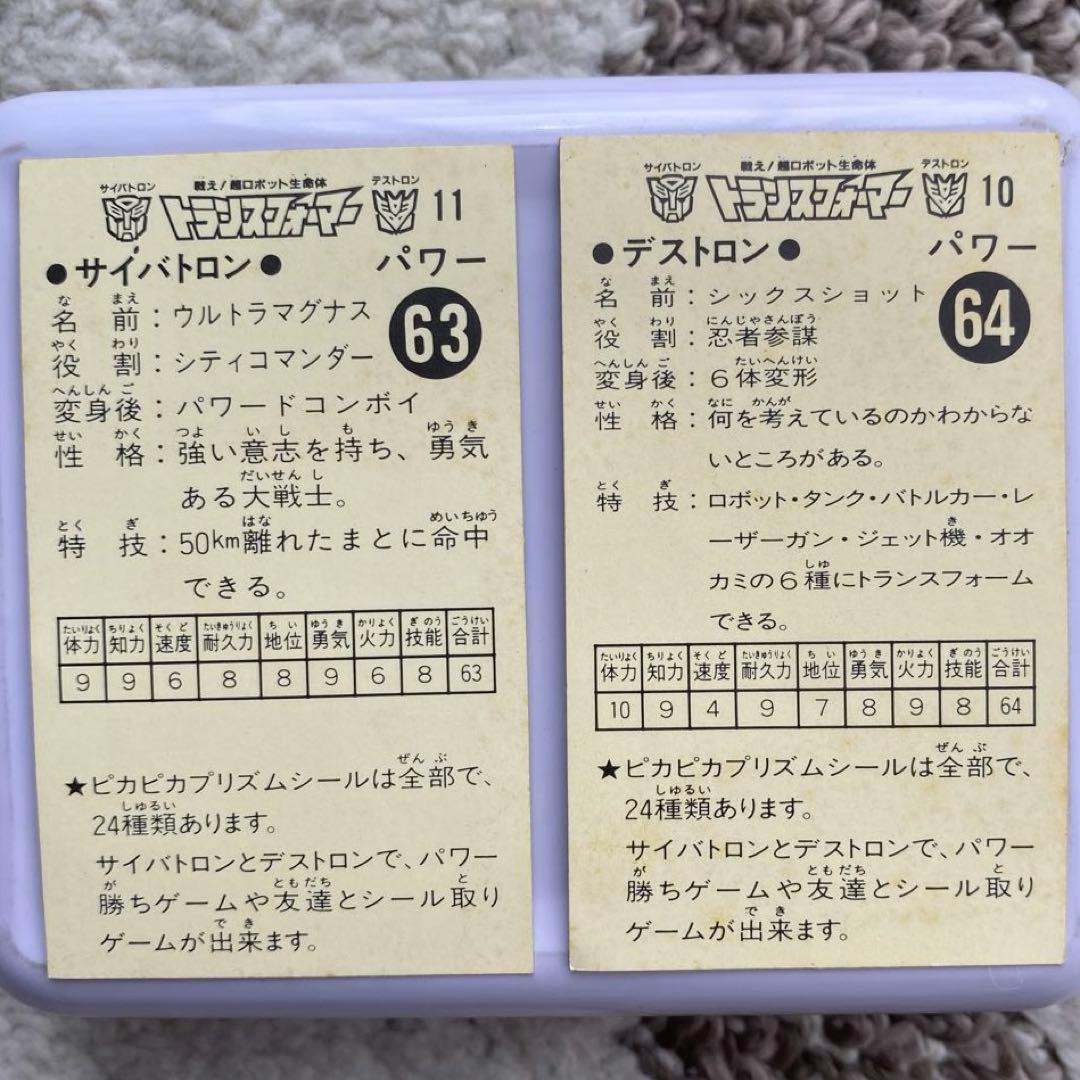 サイバトロン
戦え!超ロボット生命体
トランスフォーマー
デストロン
11
●サイバトロン● パワー
63
名前:ウルトラマグナス
役割:シティコマンダー
変身後:パワードコンボイ
性格:強い意志を持ち、勇気
ある大戦士。
特技:50km離れたまとに命中
できる。
体力 知力 速度 耐久力 地位 勇気 火力 技能 合計
9 9 6 8 8 9 6 8 63
★ピカピカプリズムシールは全部で、
24種類あります。
サイバトロンとデストロンで、パワー
勝ちゲームや友達とシール取り
ゲームが出来ます。
サイバトロン
戦え!超ロボット生命体
トランスフォーマー
デストロン
10
●デストロン● パワー
64
名前:シックスショット
役割:忍者参謀
変身後:6体変形
性格:何を考えているのかわからな
いところがある。
特技:ロボット・タンク・バトルカー・レ
ーザーガン・ジェット機・オオ
カミの6種にトランスフォーム
できる。
体力 知力 速度 耐久力 地位 勇気 火力 技能 合計
10 9 4 9 7 8 9 8 64
★ピカピカプリズムシールは全部で、
24種類あります。
サイバトロンとデストロンで、パワー
勝ちゲームや友達とシール取り
ゲームが出来ます。